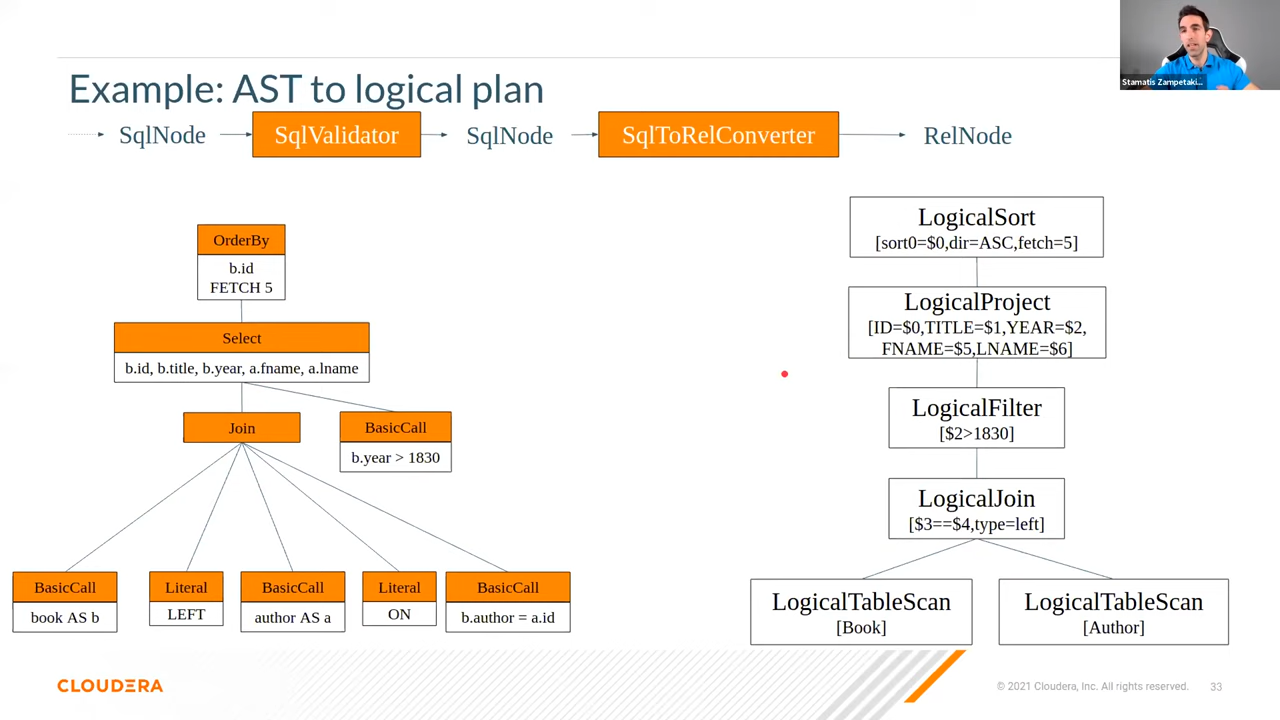 Stamatis Zampetaki...
Example: AST to logical plan
SqlNode
SqlValidator
SqlNode
SqlToRelConverter
RelNode
OrderBy
b.id
FETCH 5
Select
b.id, b.title, b.year, a.fname, a.lname
Join
BasicCall
b.year > 1830
BasicCall
book AS b
Literal
LEFT
BasicCall
author AS a
Literal
ON
BasicCall
b.author = a.id
LogicalSort
[sort0=$0,dir=ASC,fetch=5]
LogicalProject
[ID=$0,TITLE=$1,YEAR=$2,
FNAME=$5,LNAME=$6]
LogicalFilter
[$2>1830]
LogicalJoin
[$3==$4,type=left]
LogicalTableScan
[Book]
LogicalTableScan
[Author]
CLOUDERA
© 2021 Cloudera, Inc. All rights reserved.
33